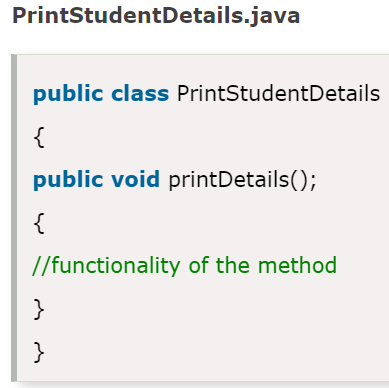 PrintStudentDetails.java
public class PrintStudentDetails
{
public void printDetails();
{
//functionality of the method
}
}